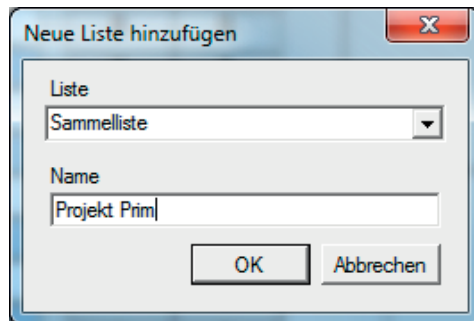 Neue Liste hinzufügen
Liste
Sammelliste
Name
Projekt Prim
OK Abbrechen